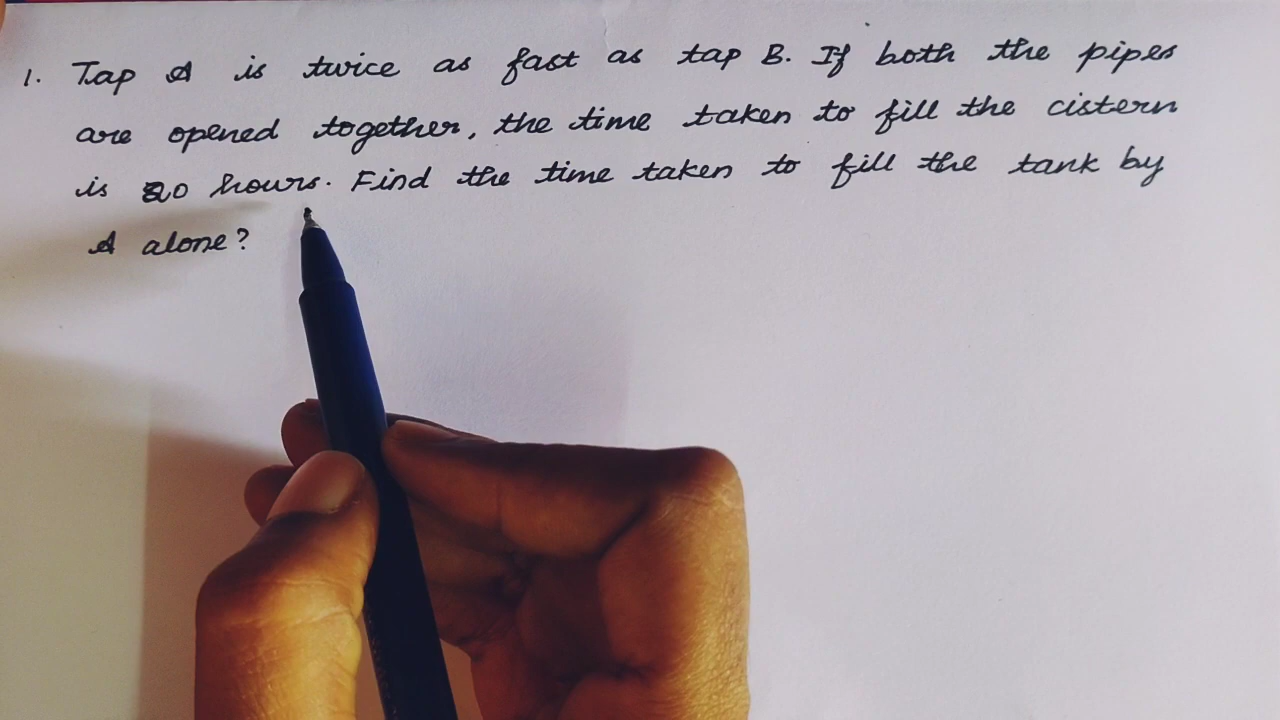 1. Tap A is twice as fast as tap B. If both the pipes
are opened together, the time taken to fill the cistern
is 20 hours. Find the time taken to fill the tank by
A alone?